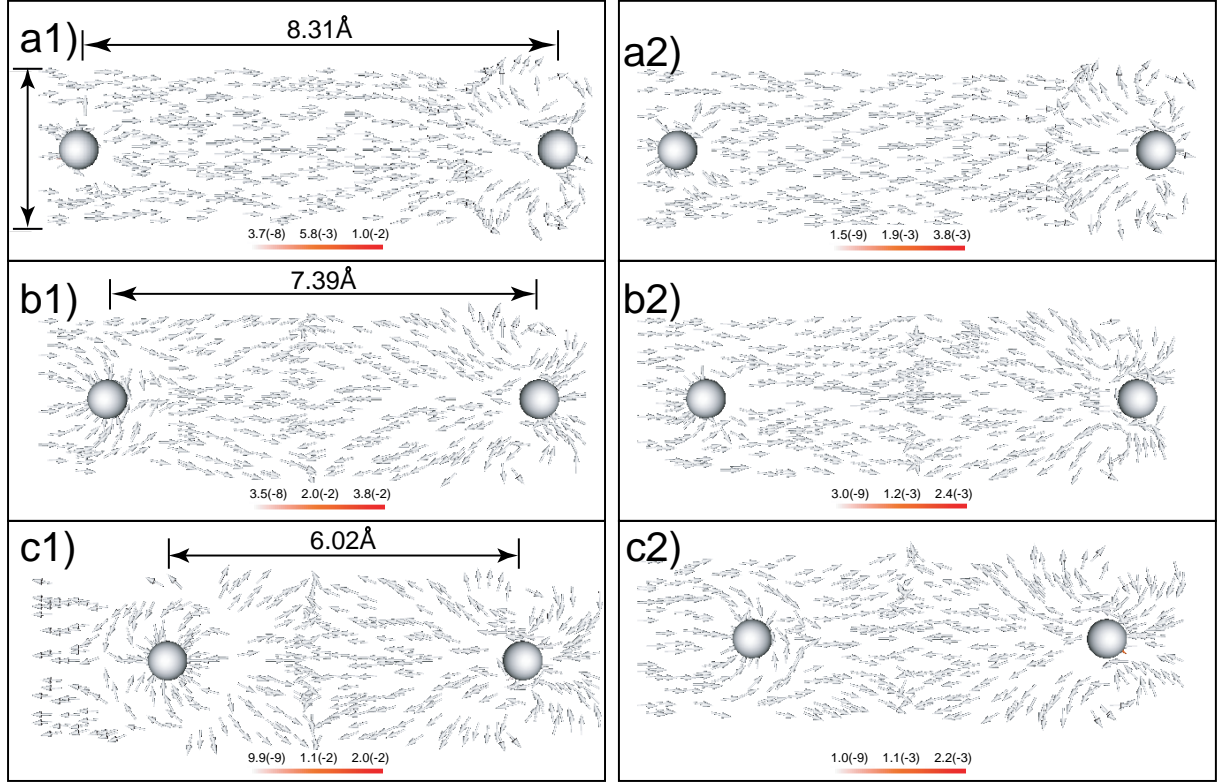 a1)
8.31Å
3.7(-8) 5.8(-3) 1.0(-2)
a2)
1.5(-9) 1.9(-3) 3.8(-3)
b1)
7.39Å
3.5(-8) 2.0(-2) 3.8(-2)
b2)
3.0(-9) 1.2(-3) 2.4(-3)
c1)
6.02Å
9.9(-9) 1.1(-2) 2.0(-2)
c2)
1.0(-9) 1.1(-3) 2.2(-3)